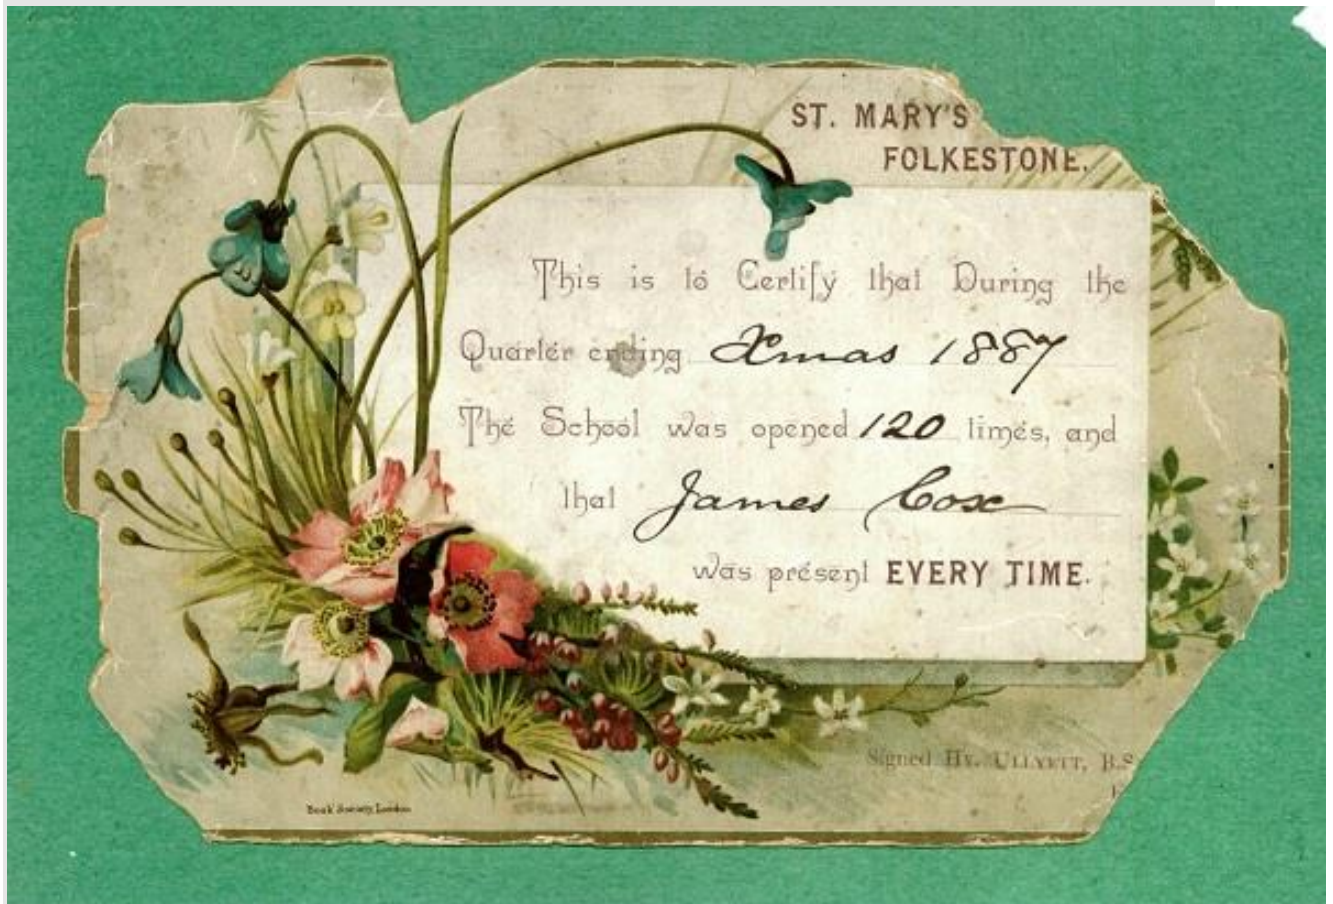 ST. MARY'S
FOLKESTONE.
This is to Certify that During the
Quarter ending Xmas 1887
The School was opened 120 times, and
that James Cox
was present EVERY TIME.
Signed HY. ULLYETT, B.S
Book Society, London